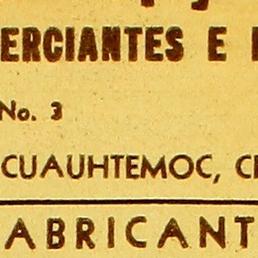 ERCIANTES E
No. 3
CUAUHTEMOC, C
ABRICANT